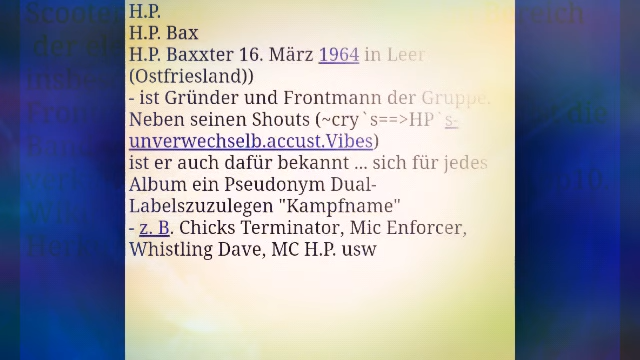 H.P.
H.P. Bax
H.P. Baxxter 16. März 1964 in Leer
(Ostfriesland))
- ist Gründer und Frontmann der Gruppe.
Neben seinen Shouts (~cry`s==>HP`s-
unverwechselb.accust.Vibes)
ist er auch dafür bekannt ... sich für jedes
Album ein Pseudonym Dual-
Labelszuzulegen "Kampfname"
- z. B. Chicks Terminator, Mic Enforcer,
Whistling Dave, MC H.P. usw